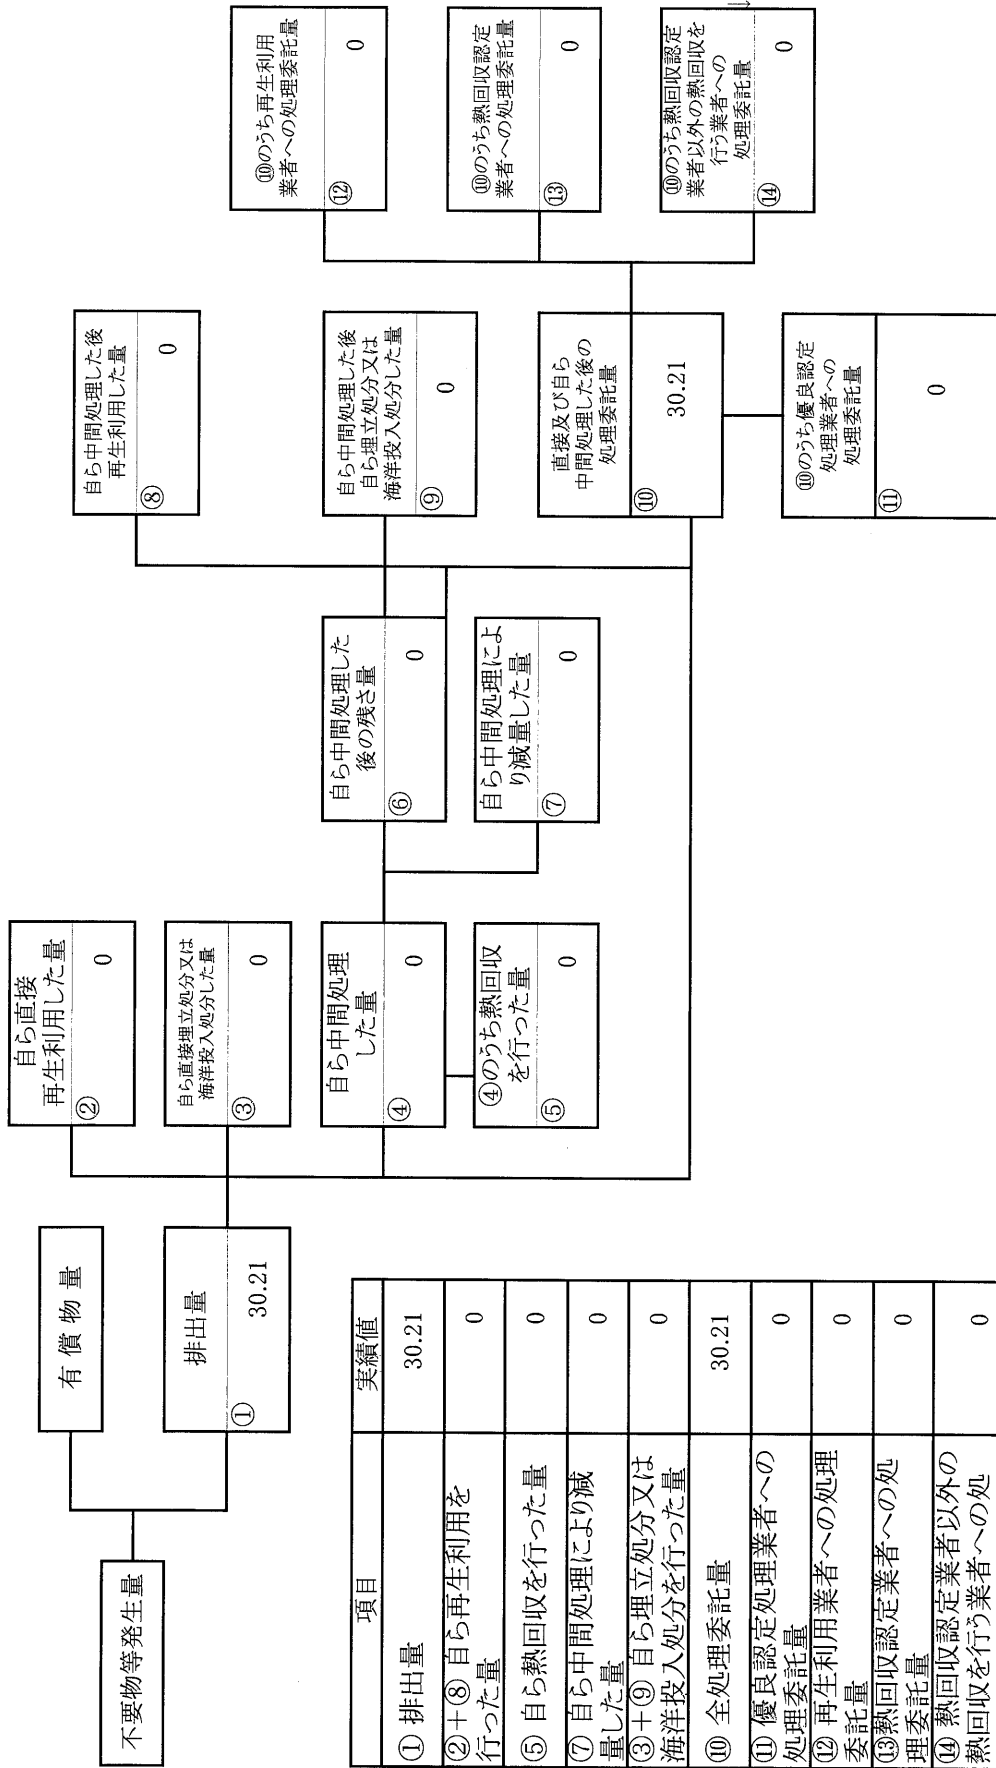 不要物等発生量
有償物量
排出量
①
30.21
自ら直接
再生利用した量
②
0
自ら直接埋立処分又は
海洋投入処分した量
③
0
自ら中間処理
した量
④
0
④のうち熱回収
を行った量
⑤
0
自ら中間処理した
後の残さ量
⑥
0
自ら中間処理によ
り減量した量
⑦
0
自ら中間処理した後
再生利用した量
⑧
0
自ら中間処理した後
自ら埋立処分又は
海洋投入処分した量
⑨
0
直接及び自ら
中間処理した後の
処理委託量
⑩
30.21
⑩のうち優良認定
処理業者への
処理委託量
⑪
0
⑩のうち再生利用
業者への処理委託量
⑫
0
⑩のうち熱回収認定
業者への処理委託量
⑬
0
⑩のうち熱回収認定
業者以外の熱回収を
行う業者への
処理委託量
⑭
0
項目 実績値
①排出量 30.21
②+⑧自ら再生利用を
行った量 0
⑤自ら熱回収を行った量 0
⑦自ら中間処理により減
量した量 0
③+⑨自ら埋立処分又は
海洋投入処分を行った量 0
⑩全処理委託量 30.21
⑪優良認定処理業者への
処理委託量 0
⑫再生利用業者への処理
委託量 0
⑬熱回収認定業者への処
理委託量 0
⑭熱回収認定業者以外の
熱回収を行う業者への処 0